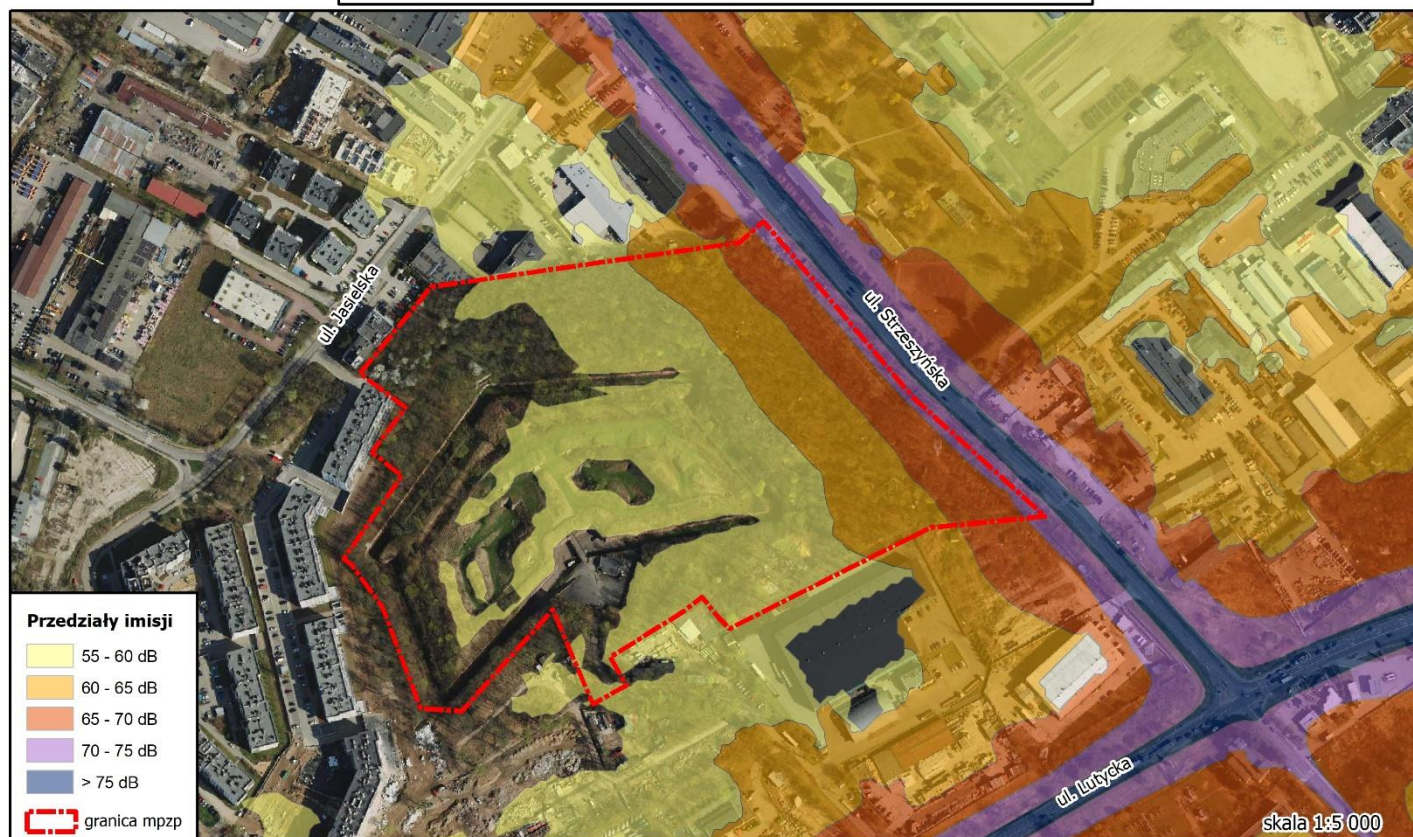 ul. Jasielska
ul. Strzeszyńska
ul. Lutycka
Przedziały imisji
55 - 60 dB
60 - 65 dB
65 - 70 dB
70 - 75 dB
> 75 dB
granica mpzp
skala 1:5 000